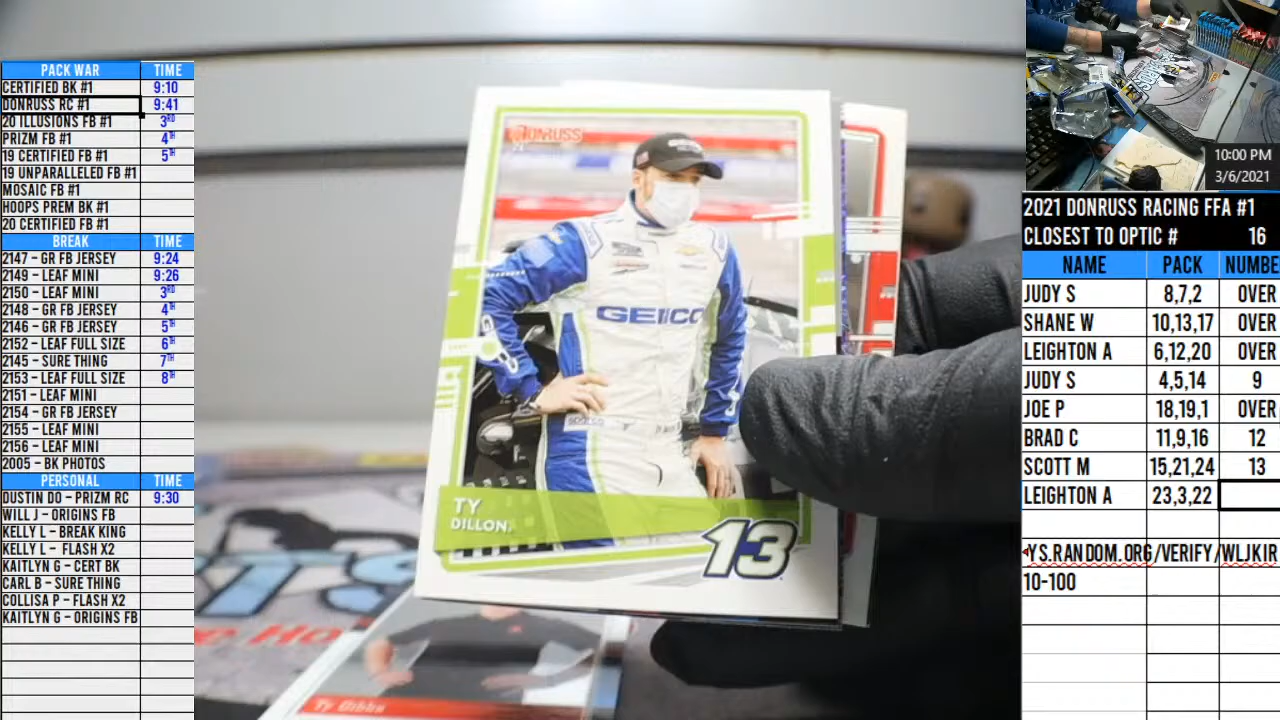 PACK WAR TIME
CERTIFIED BK #1 9:10
DONRUSS RC #1 9:41
20 ILLUSIONS FB #1 3RD
PRIZM FB #1 4TH
19 CERTIFIED FB #1 5TH
19 UNPARALLELED FB #1
MOSAIC FB #1
HOOPS PREM BK #1
20 CERTIFIED FB #1
BREAK TIME
2147 - GR FB JERSEY 9:24
2149 - LEAF MINI 9:26
2150 - LEAF MINI 3RD
2148 - GR FB JERSEY 4TH
2146 - GR FB JERSEY 5TH
2152 - LEAF FULL SIZE 6TH
2145 - SURE THING 7TH
2153 - LEAF FULL SIZE 8TH
2151 - LEAF MINI
2154 - GR FB JERSEY
2155 - LEAF MINI
2156 - LEAF MINI
2005 - BK PHOTOS
PERSONAL TIME
DUSTIN DO - PRIZM RC 9:30
WILL J - ORIGINS FB
KELLY L - BREAK KING
KELLY L - FLASH X2
KAITLYN G - CERT BK
CARL B - SURE THING
COLLISA P - FLASH X2
KAITLYN G - ORIGINS FB
DONRUSS
GEICO
TY
DILLON
13
Ty Gibbs
10:00 PM
3/6/2021
2021 DONRUSS RACING FFA #1
CLOSEST TO OPTIC # 16
NAME PACK NUMBE
JUDY S 8,7,2 OVER
SHANE W 10,13,17 OVER
LEIGHTON A 6,12,20 OVER
JUDY S 4,5,14 9
JOE P 18,19,1 OVER
BRAD C 11,9,16 12
SCOTT M 15,21,24 13
LEIGHTON A 23,3,22
YS.RANDOM.ORG/VERIFY/WLJKIR
10-100